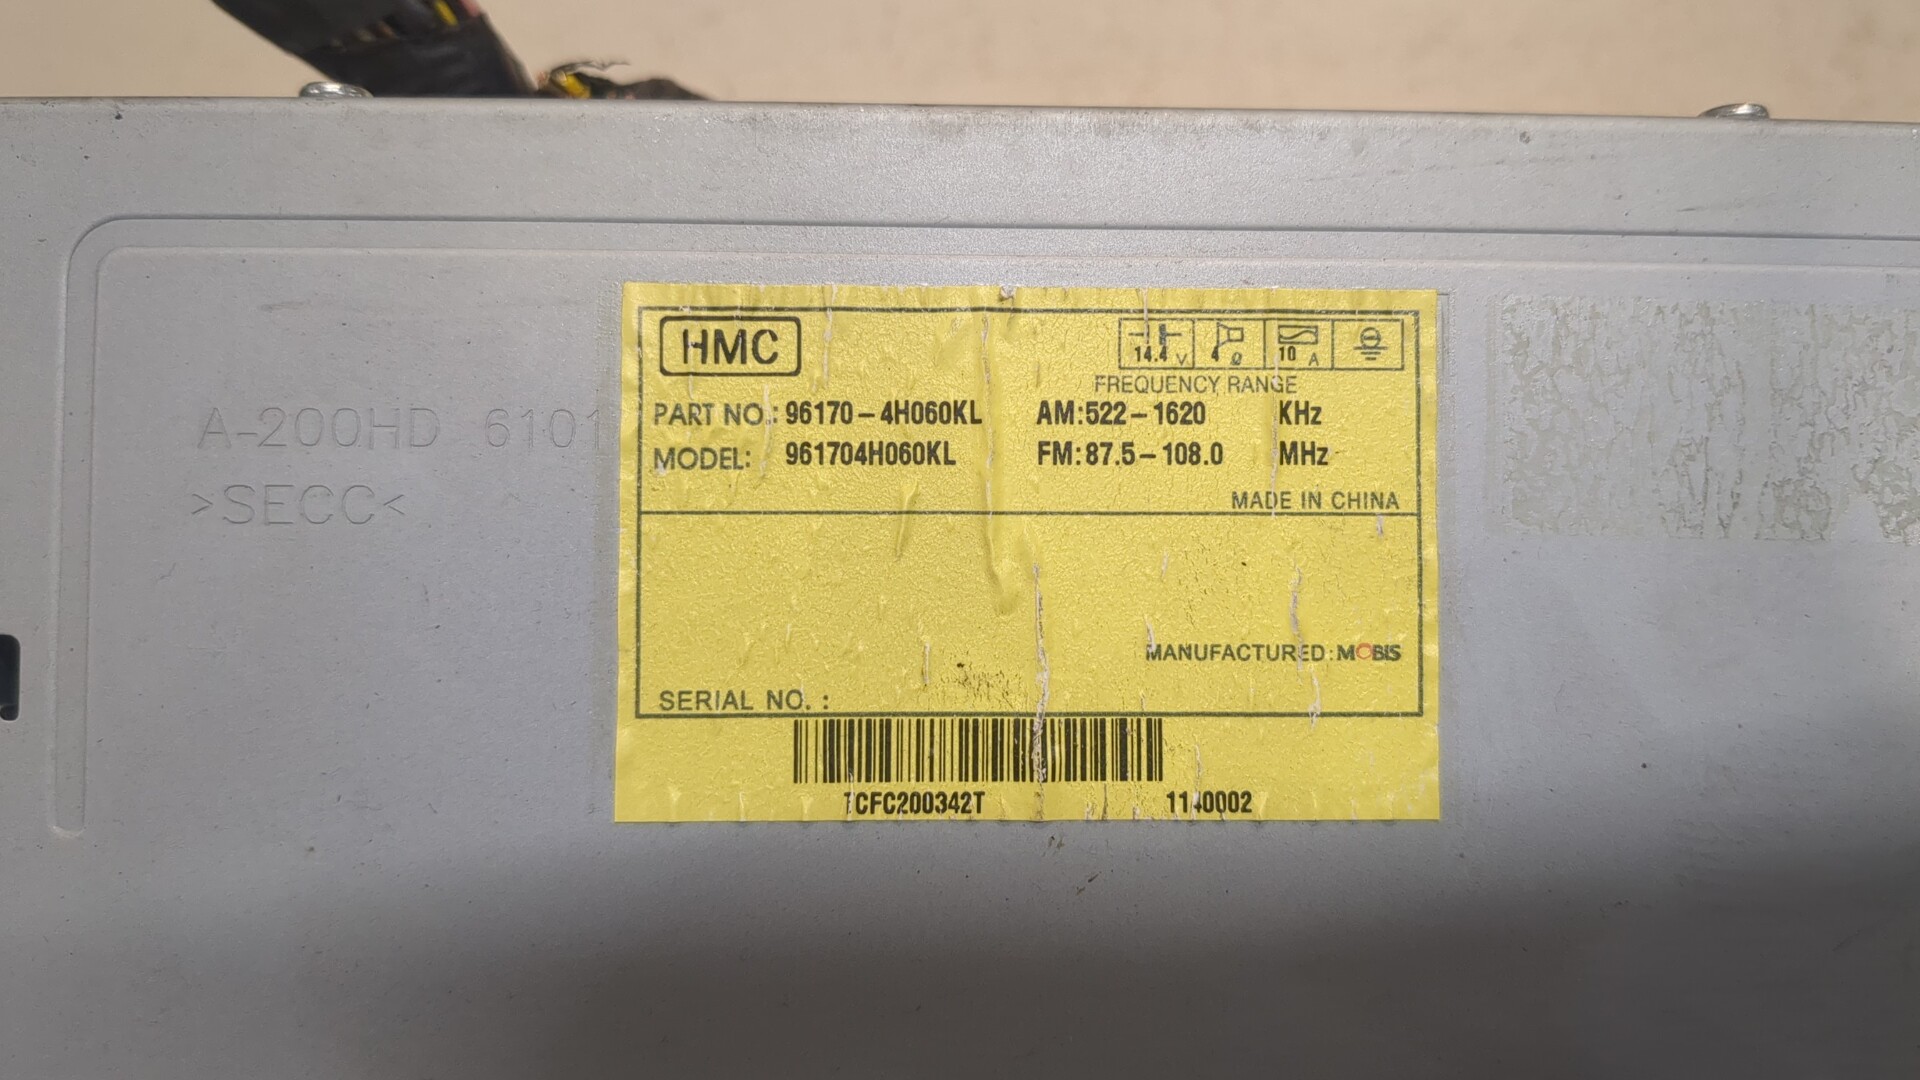 A-200HD 6101
>SECC<
HMC
14.4 V 4 Ω 10 A
FREQUENCY RANGE
PART NO.: 96170-4H060KL AM:522-1620 KHz
MODEL: 961704H060KL FM:87.5-108.0 MHz
MADE IN CHINA
MANUFACTURED:MOBIS
SERIAL NO. :
TCFC200342T 1140002